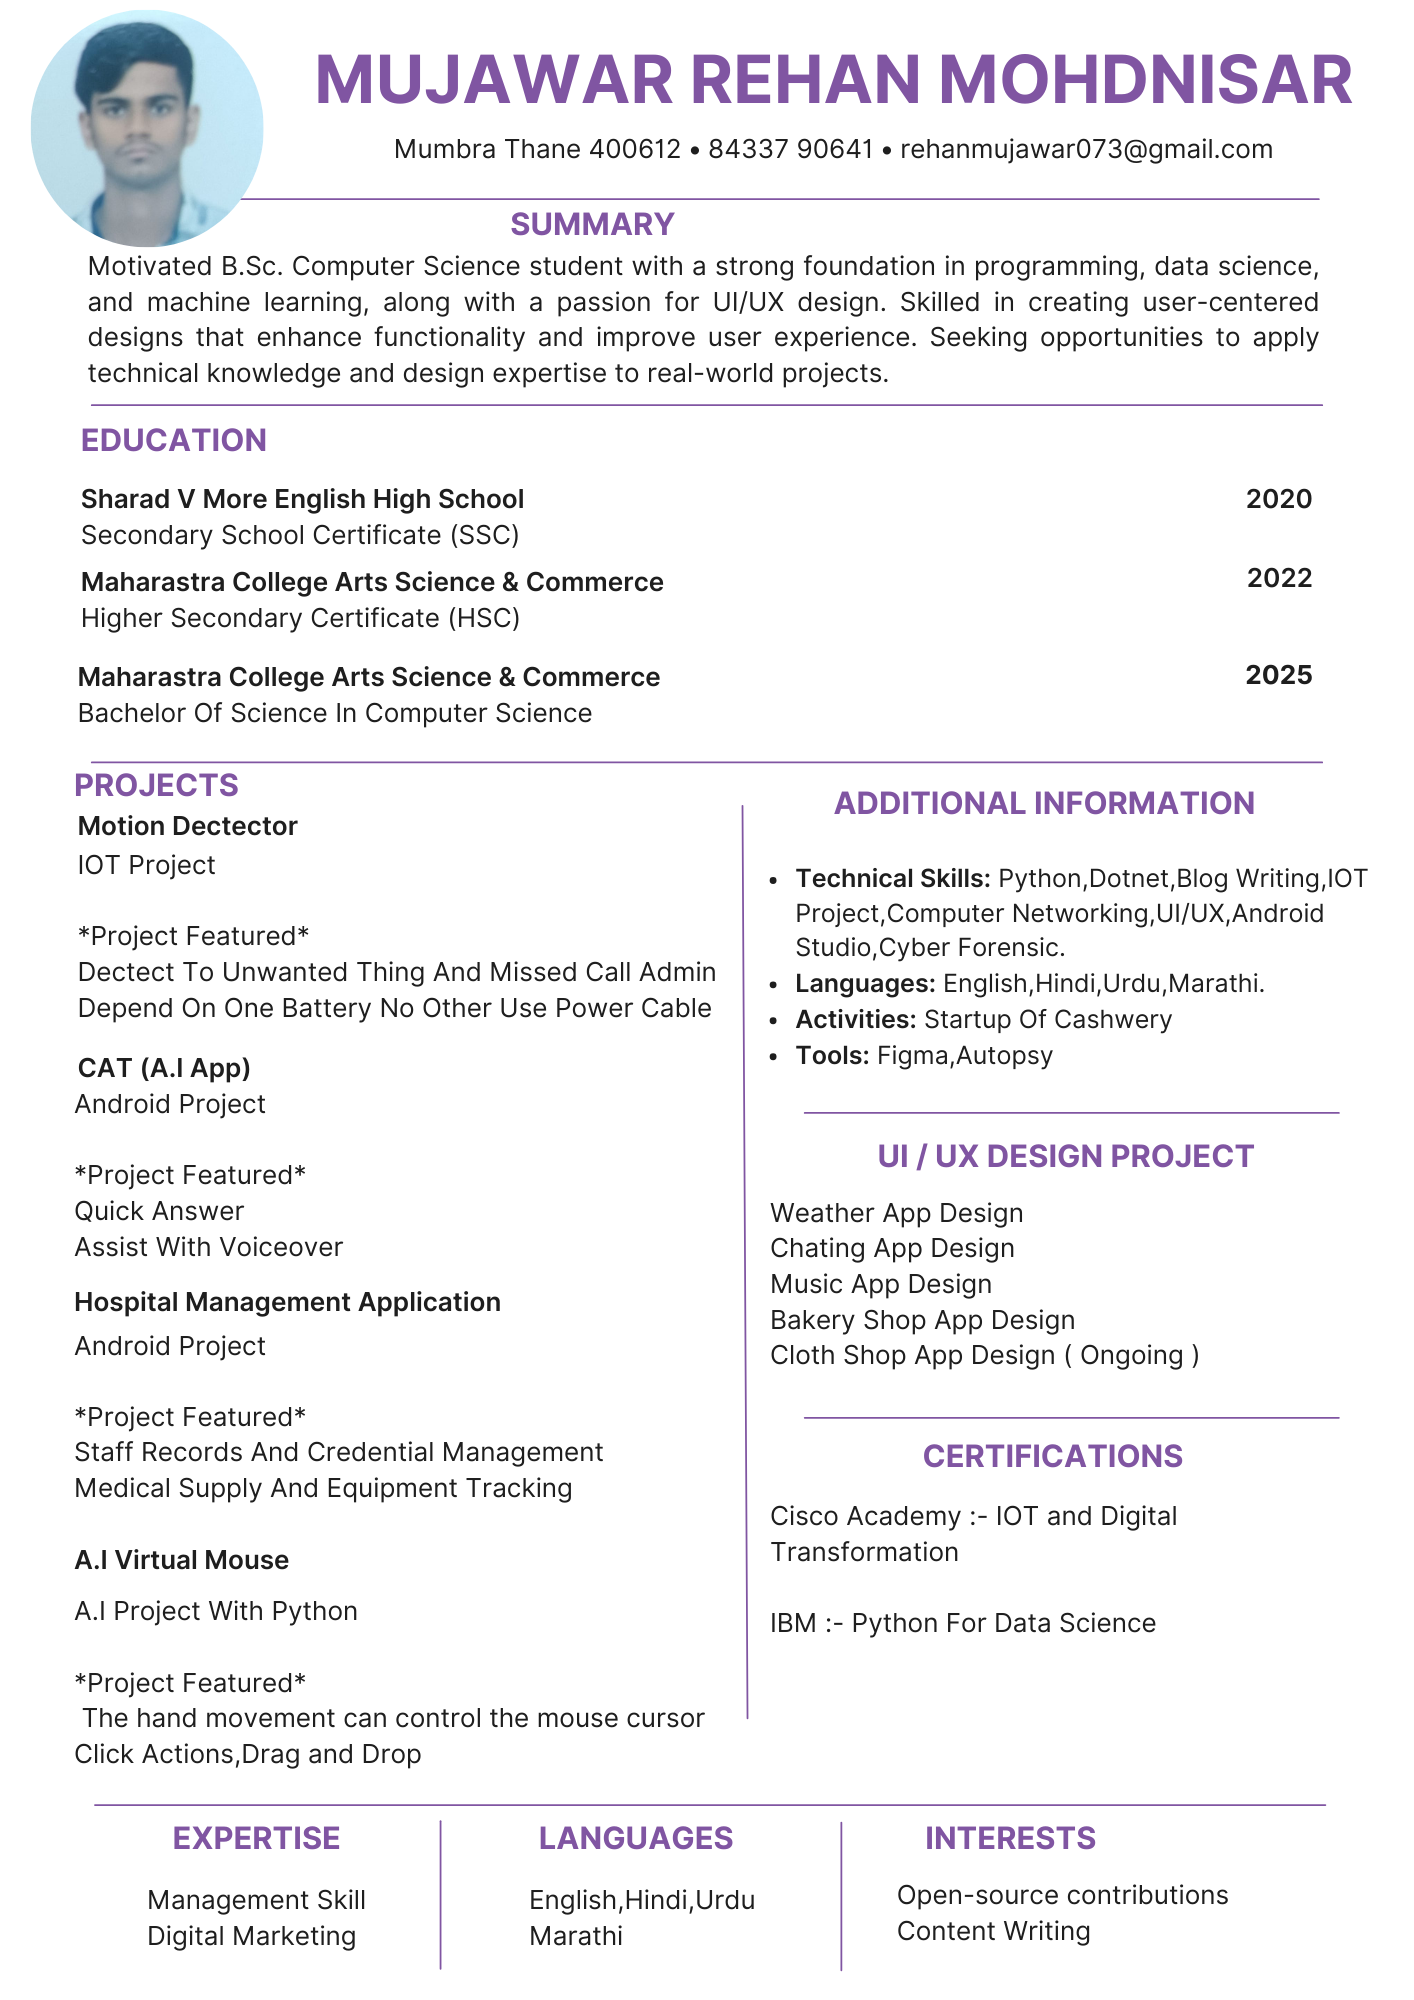 MUJAWAR REHAN MOHDNISAR
Mumbra Thane 400612 • 84337 90641 • rehanmujawar073@gmail.com
SUMMARY
Motivated B.Sc. Computer Science student with a strong foundation in programming, data science,
and machine learning, along with a passion for UI/UX design. Skilled in creating user-centered
designs that enhance functionality and improve user experience. Seeking opportunities to apply
technical knowledge and design expertise to real-world projects.
EDUCATION
Sharad V More English High School 2020
Secondary School Certificate (SSC)
Maharastra College Arts Science & Commerce 2022
Higher Secondary Certificate (HSC)
Maharastra College Arts Science & Commerce 2025
Bachelor Of Science In Computer Science
PROJECTS
Motion Dectector
IOT Project
*Project Featured*
Dectect To Unwanted Thing And Missed Call Admin
Depend On One Battery No Other Use Power Cable
CAT (A.I App)
Android Project
*Project Featured*
Quick Answer
Assist With Voiceover
Hospital Management Application
Android Project
*Project Featured*
Staff Records And Credential Management
Medical Supply And Equipment Tracking
A.I Virtual Mouse
A.I Project With Python
*Project Featured*
The hand movement can control the mouse cursor
Click Actions,Drag and Drop
ADDITIONAL INFORMATION
• Technical Skills: Python,Dotnet,Blog Writing,IOT
Project,Computer Networking,UI/UX,Android
Studio,Cyber Forensic.
• Languages: English,Hindi,Urdu,Marathi.
• Activities: Startup Of Cashwery
• Tools: Figma,Autopsy
UI / UX DESIGN PROJECT
Weather App Design
Chating App Design
Music App Design
Bakery Shop App Design
Cloth Shop App Design ( Ongoing )
CERTIFICATIONS
Cisco Academy :- IOT and Digital
Transformation
IBM :- Python For Data Science
EXPERTISE
Management Skill
Digital Marketing
LANGUAGES
English,Hindi,Urdu
Marathi
INTERESTS
Open-source contributions
Content Writing